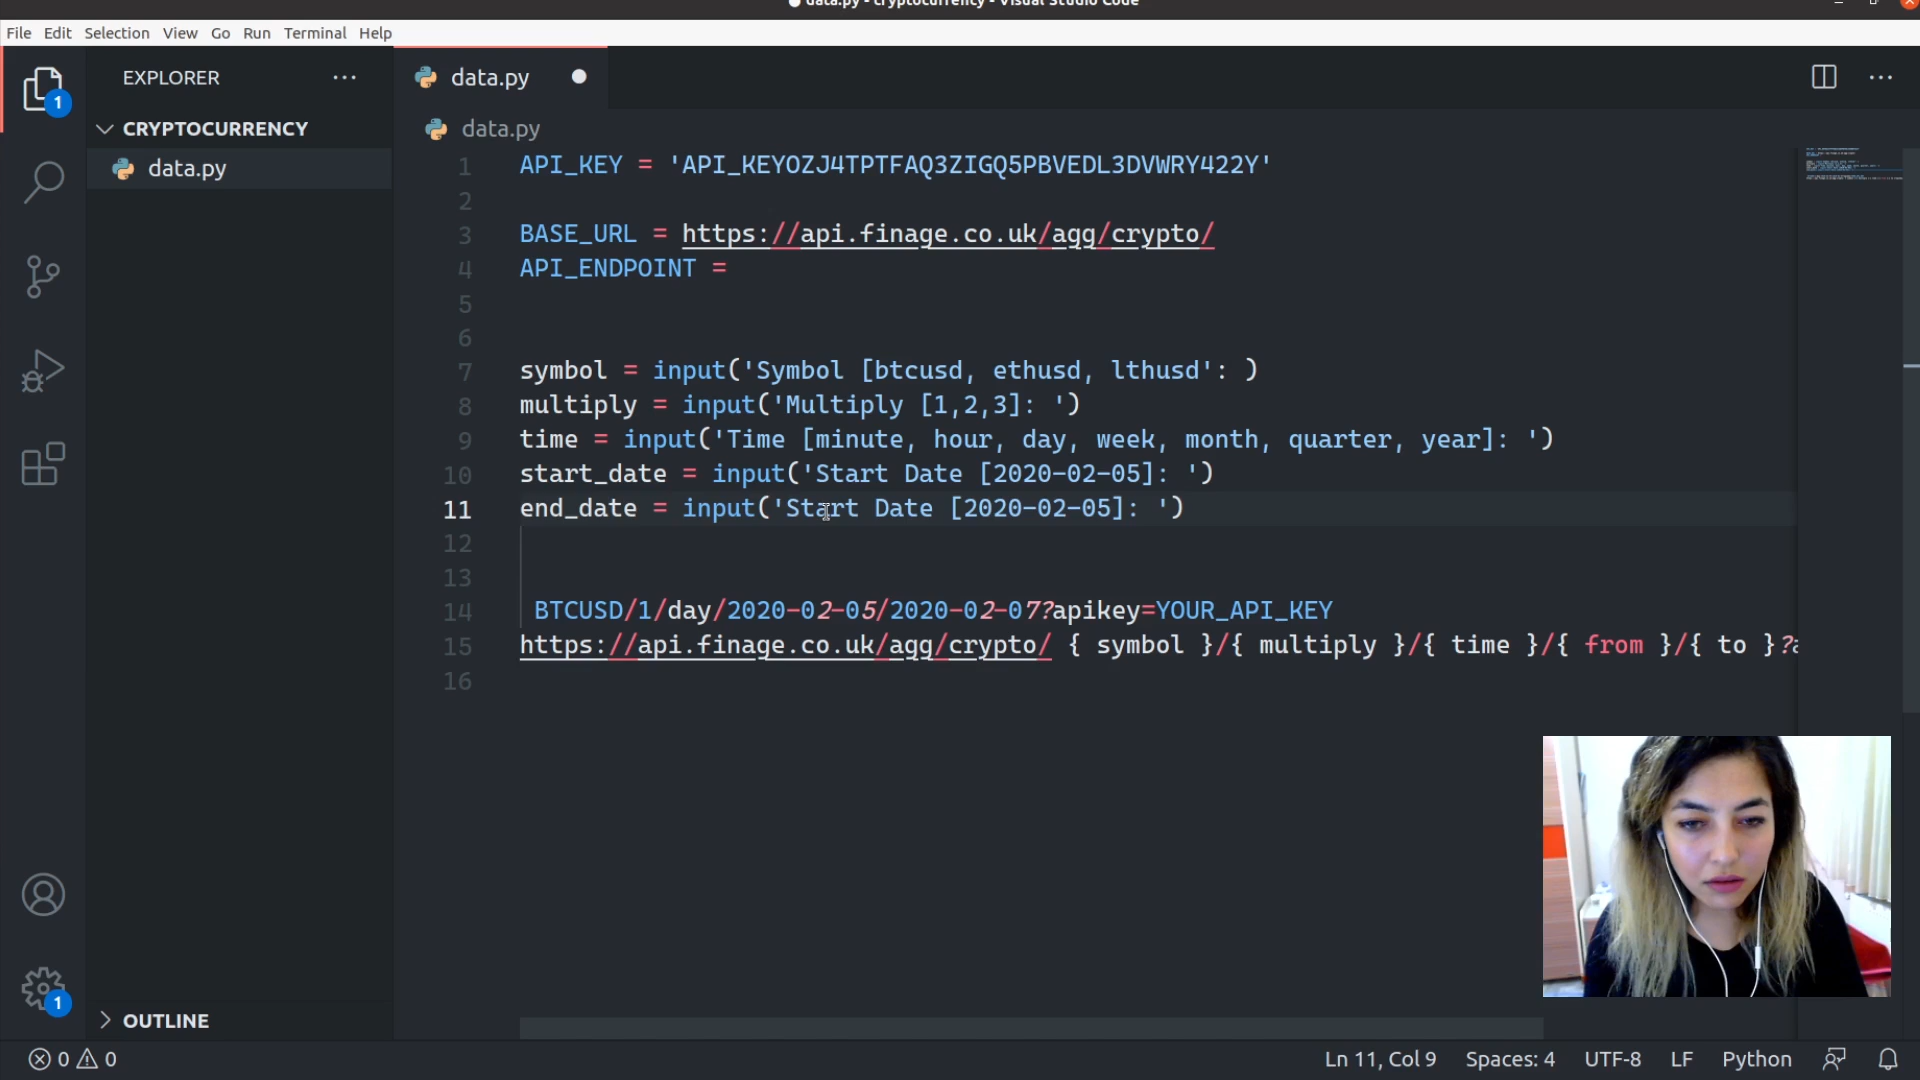 data.py - cryptocurrency - Visual Studio Code
File Edit Selection View Go Run Terminal Help
EXPLORER
data.py
1
CRYPTOCURRENCY
data.py
data.py
1 API_KEY = 'API_KEYOZJ4TPTFAQ3ZIGQ5PBVEDL3DVWRY422Y'
2
3 BASE_URL = https://api.finage.co.uk/agg/crypto/
4 API_ENDPOINT =
5
6
7 symbol = input('Symbol [btcusd, ethusd, lthusd': )
8 multiply = input('Multiply [1,2,3]: ')
9 time = input('Time [minute, hour, day, week, month, quarter, year]: ')
10 start_date = input('Start Date [2020-02-05]: ')
11 end_date = input('Start Date [2020-02-05]: ')
12
13
14 BTCUSD/1/day/2020-02-05/2020-02-07?apikey=YOUR_API_KEY
15 https://api.finage.co.uk/agg/crypto/ { symbol }/{ multiply }/{ time }/{ from }/{ to }?a
16
1
OUTLINE
0 0
Ln 11, Col 9 Spaces: 4 UTF-8 LF Python